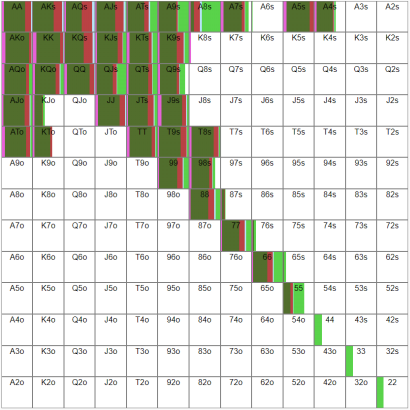 AA AKs AQs AJs ATs A9s A8s A7s A6s A5s A4s A3s A2s
AKo KK KQs KJs KTs K9s K8s K7s K6s K5s K4s K3s K2s
AQo KQo QQ QJs QTs Q9s Q8s Q7s Q6s Q5s Q4s Q3s Q2s
AJo KJo QJo JJ JTs J9s J8s J7s J6s J5s J4s J3s J2s
ATo KTo QTo JTo TT T9s T8s T7s T6s T5s T4s T3s T2s
A9o K9o Q9o J9o T9o 99 98s 97s 96s 95s 94s 93s 92s
A8o K8o Q8o J8o T8o 98o 88 87s 86s 85s 84s 83s 82s
A7o K7o Q7o J7o T7o 97o 87o 77 76s 75s 74s 73s 72s
A6o K6o Q6o J6o T6o 96o 86o 76o 66 65s 64s 63s 62s
A5o K5o Q5o J5o T5o 95o 85o 75o 65o 55 54s 53s 52s
A4o K4o Q4o J4o T4o 94o 84o 74o 64o 54o 44 43s 42s
A3o K3o Q3o J3o T3o 93o 83o 73o 63o 53o 43o 33 32s
A2o K2o Q2o J2o T2o 92o 82o 72o 62o 52o 42o 32o 22